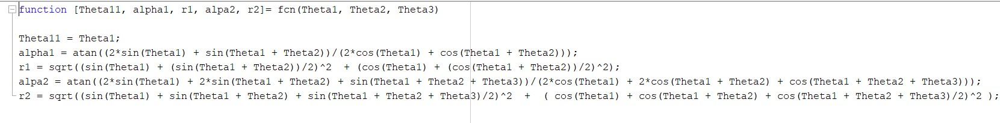 function [Theta11, alpha1, r1, alpa2, r2]= fcn(Theta1, Theta2, Theta3)
Theta11 = Theta1;
alpha1 = atan((2*sin(Theta1) + sin(Theta1 + Theta2))/(2*cos(Theta1) + cos(Theta1 + Theta2)));
r1 = sqrt((sin(Theta1) + (sin(Theta1 + Theta2))/2)^2  + (cos(Theta1) + (cos(Theta1 + Theta2))/2)^2);
alpa2 = atan((2*sin(Theta1) + 2*sin(Theta1 + Theta2) + sin(Theta1 + Theta2 + Theta3))/(2*cos(Theta1) + 2*cos(Theta1 + Theta2) + cos(Theta1 + Theta2 + Theta3)));
r2 = sqrt((sin(Theta1) + sin(Theta1 + Theta2) + sin(Theta1 + Theta2 + Theta3)/2)^2  +  ( cos(Theta1) + cos(Theta1 + Theta2) + cos(Theta1 + Theta2 + Theta3)/2)^2 );